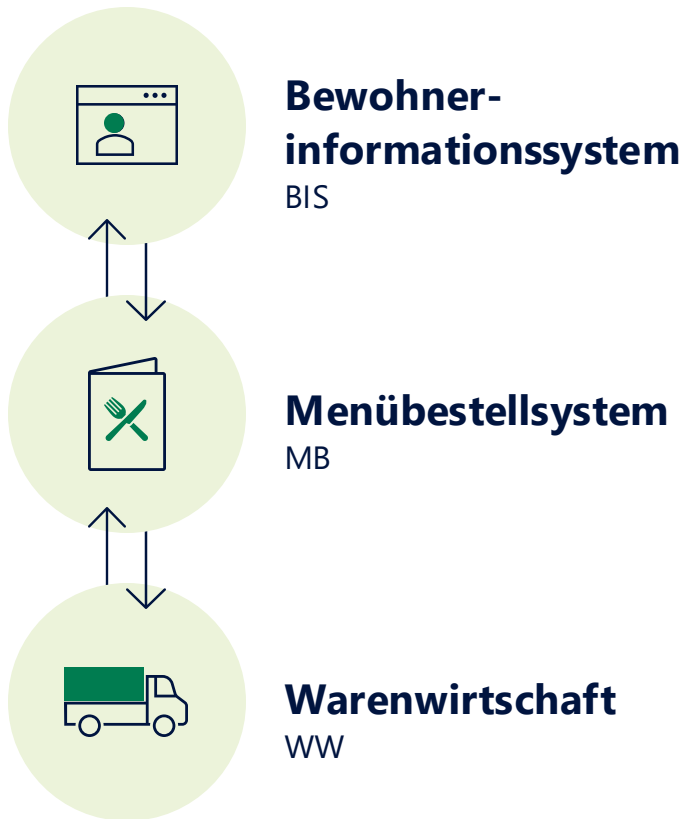 Bewohner-
informationssystem
BIS
Menübestellsystem
MB
Warenwirtschaft
WW